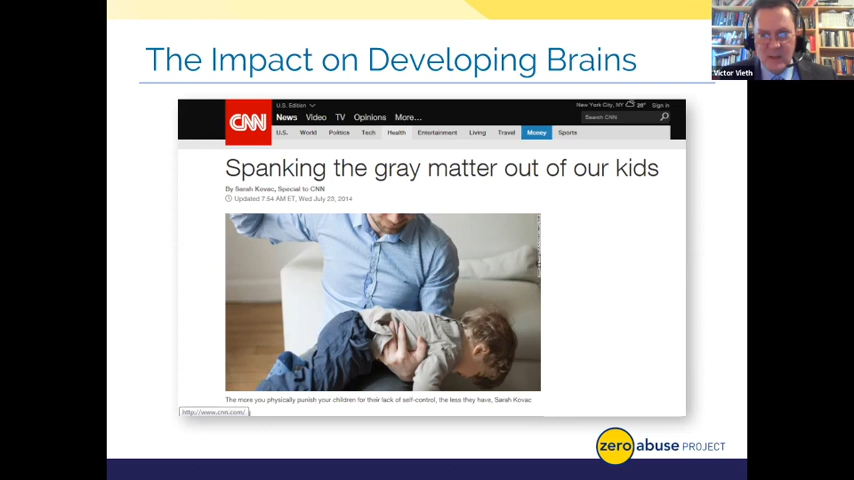 The Impact on Developing Brains
Victor Vieth
CNN
U.S. Edition
New York City, NY 26° Sign in
News Video TV Opinions More...
Search CNN
U.S. World Politics Tech Health Entertainment Living Travel Money Sports
Spanking the gray matter out of our kids
By Sarah Kovac, Special to CNN
Updated 7:54 AM ET, Wed July 23, 2014
The more you physically punish your children for their lack of self-control, the less they have, Sarah Kovac
http://www.cnn.com/
zero abuse PROJECT